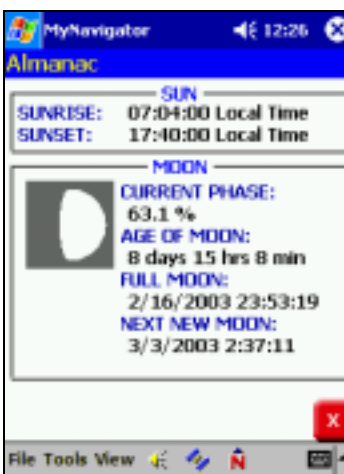 MyNavigator 12:26
Almanac
SUN
SUNRISE: 07:04:00 Local Time
SUNSET: 17:40:00 Local Time
MOON
CURRENT PHASE:
63.1 %
AGE OF MOON:
8 days 15 hrs 8 min
FULL MOON:
2/16/2003 23:53:19
NEXT NEW MOON:
3/3/2003 2:37:11
X
File Tools View N